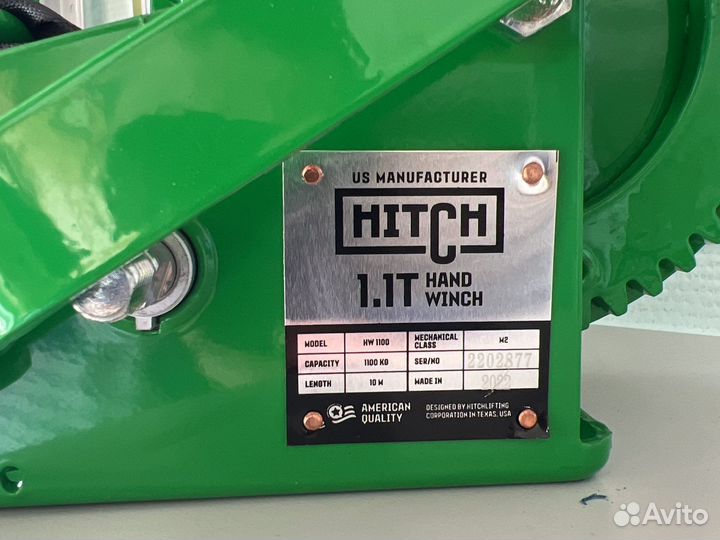 US MANUFACTURER
HITCH
1.1T HAND WINCH
MODEL HW 1100 MECHANICAL CLASS M2
CAPACITY 1100 KG SER/NO 2202877
LENGTH 10 M MADE IN 2022
AMERICAN QUALITY
DESIGNED BY HITCHLIFTING
CORPORATION IN TEXAS, USA
Avito